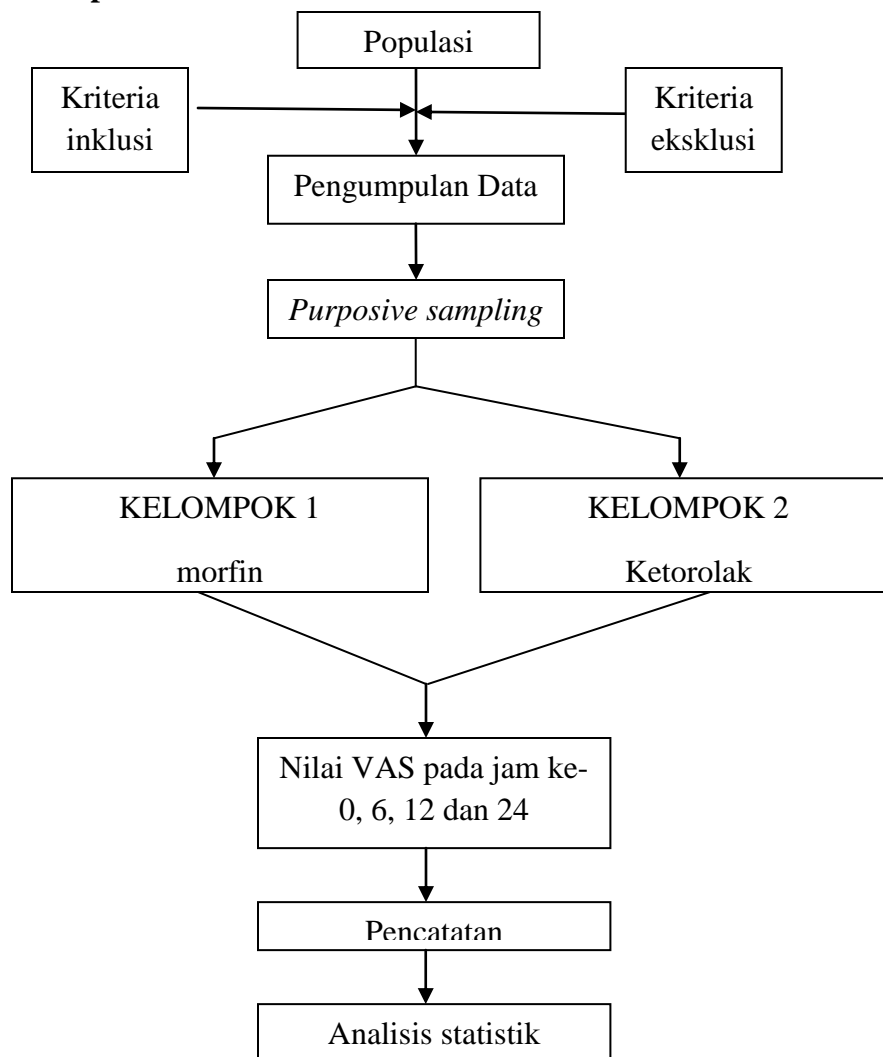 Populasi
Kriteria
inklusi
Kriteria
eksklusi
Pengumpulan Data
Purposive sampling
KELOMPOK 1
morfin
KELOMPOK 2
Ketorolak
Nilai VAS pada jam ke-
0, 6, 12 dan 24
Pencatatan
Analisis statistik